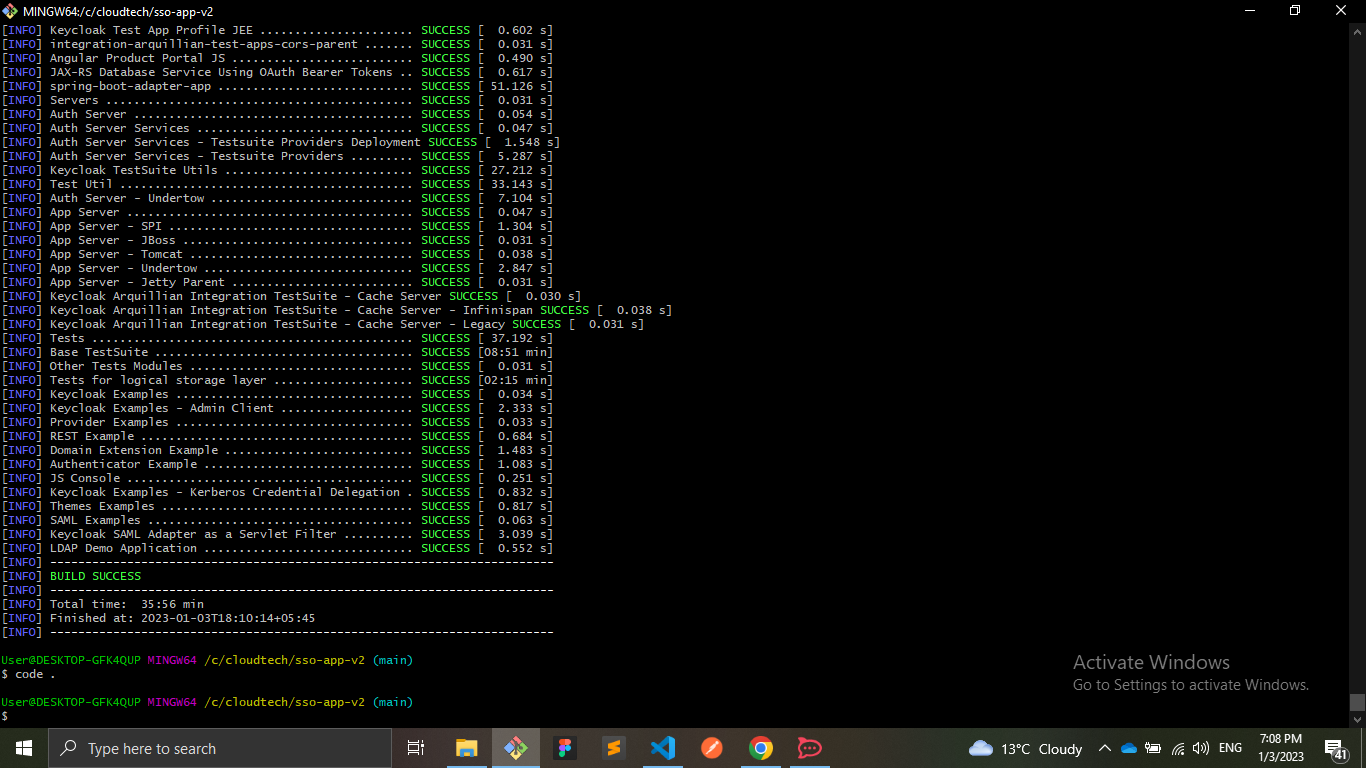 MINGW64:/c/cloudtech/sso-app-v2
[INFO] Keycloak Test App Profile JEE ...................... SUCCESS [  0.602 s]
[INFO] integration-arquillian-test-apps-cors-parent ....... SUCCESS [  0.031 s]
[INFO] Angular Product Portal JS .......................... SUCCESS [  0.490 s]
[INFO] JAX-RS Database Service Using OAuth Bearer Tokens .. SUCCESS [  0.617 s]
[INFO] spring-boot-adapter-app ............................ SUCCESS [ 51.126 s]
[INFO] Servers ............................................ SUCCESS [  0.031 s]
[INFO] Auth Server ........................................ SUCCESS [  0.054 s]
[INFO] Auth Server Services ............................... SUCCESS [  0.047 s]
[INFO] Auth Server Services - Testsuite Providers Deployment SUCCESS [  1.548 s]
[INFO] Auth Server Services - Testsuite Providers ......... SUCCESS [  5.287 s]
[INFO] Keycloak TestSuite Utils ........................... SUCCESS [ 27.212 s]
[INFO] Test Util .......................................... SUCCESS [ 33.143 s]
[INFO] Auth Server - Undertow ............................. SUCCESS [  7.104 s]
[INFO] App Server ......................................... SUCCESS [  0.047 s]
[INFO] App Server - SPI ................................... SUCCESS [  1.304 s]
[INFO] App Server - JBoss ................................. SUCCESS [  0.031 s]
[INFO] App Server - Tomcat ................................ SUCCESS [  0.038 s]
[INFO] App Server - Undertow .............................. SUCCESS [  2.847 s]
[INFO] App Server - Jetty Parent .......................... SUCCESS [  0.031 s]
[INFO] Keycloak Arquillian Integration TestSuite - Cache Server SUCCESS [  0.030 s]
[INFO] Keycloak Arquillian Integration TestSuite - Cache Server - Infinispan SUCCESS [  0.038 s]
[INFO] Keycloak Arquillian Integration TestSuite - Cache Server - Legacy SUCCESS [  0.031 s]
[INFO] Tests .............................................. SUCCESS [ 37.192 s]
[INFO] Base TestSuite ..................................... SUCCESS [08:51 min]
[INFO] Other Tests Modules ................................ SUCCESS [  0.031 s]
[INFO] Tests for logical storage layer .................... SUCCESS [02:15 min]
[INFO] Keycloak Examples .................................. SUCCESS [  0.034 s]
[INFO] Keycloak Examples - Admin Client ................... SUCCESS [  2.333 s]
[INFO] Provider Examples .................................. SUCCESS [  0.033 s]
[INFO] REST Example ....................................... SUCCESS [  0.684 s]
[INFO] Domain Extension Example ........................... SUCCESS [  1.483 s]
[INFO] Authenticator Example .............................. SUCCESS [  1.083 s]
[INFO] JS Console ......................................... SUCCESS [  0.251 s]
[INFO] Keycloak Examples - Kerberos Credential Delegation . SUCCESS [  0.832 s]
[INFO] Themes Examples .................................... SUCCESS [  0.817 s]
[INFO] SAML Examples ...................................... SUCCESS [  0.063 s]
[INFO] Keycloak SAML Adapter as a Servlet Filter .......... SUCCESS [  3.039 s]
[INFO] LDAP Demo Application .............................. SUCCESS [  0.552 s]
[INFO] ------------------------------------------------------------------------
[INFO] BUILD SUCCESS
[INFO] ------------------------------------------------------------------------
[INFO] Total time:  35:56 min
[INFO] Finished at: 2023-01-03T18:10:14+05:45
[INFO] ------------------------------------------------------------------------
User@DESKTOP-GFK4QUP MINGW64 /c/cloudtech/sso-app-v2 (main)
$ code .
User@DESKTOP-GFK4QUP MINGW64 /c/cloudtech/sso-app-v2 (main)
$
Activate Windows
Go to Settings to activate Windows.
Type here to search
13°C Cloudy
ENG
7:08 PM
1/3/2023
41